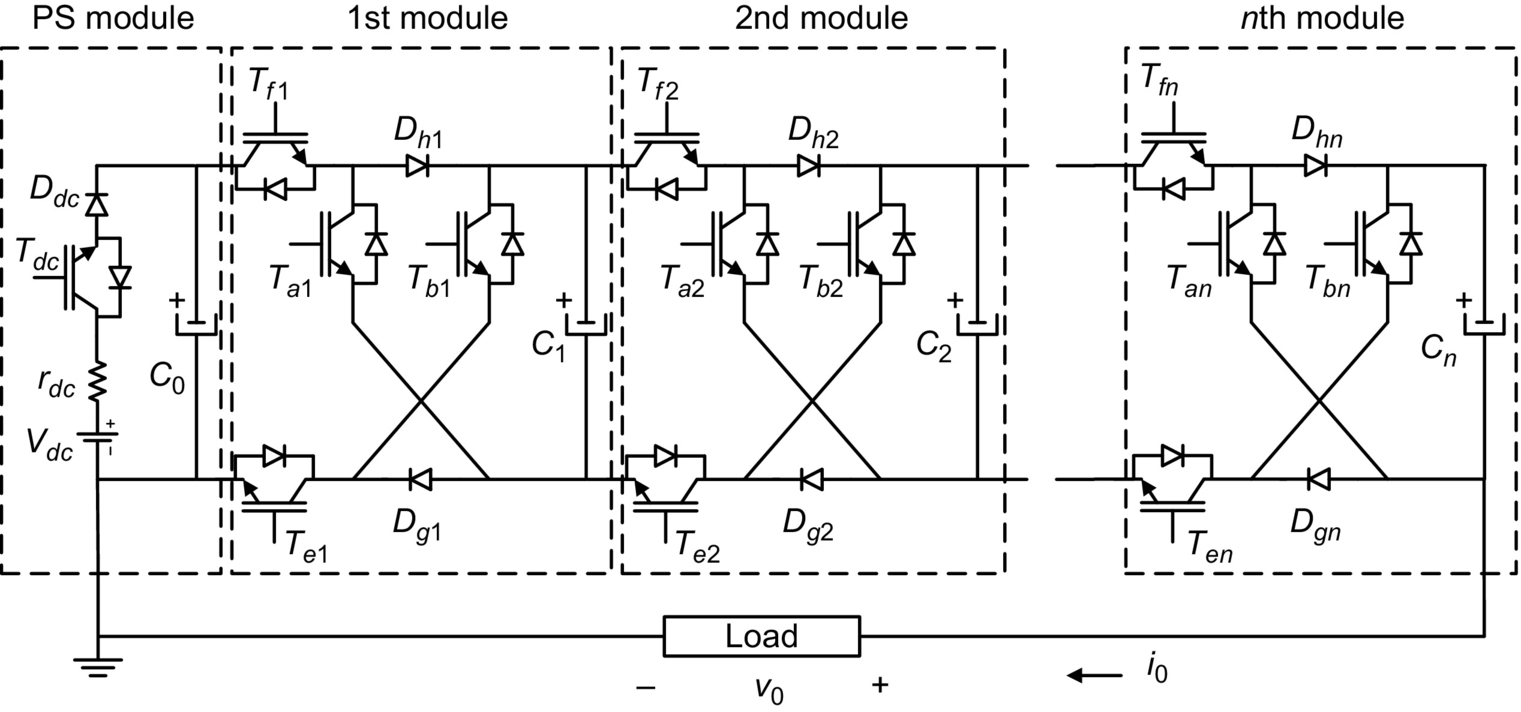 PS module 1st module 2nd module nth module
Tf1 Tf2 Tfn
Dh1 Dh2 Dhn
Ddc
Tdc
Ta1 Tb1 Ta2 Tb2 Tan Tbn
+ + + +
C0 C1 C2 Cn
rdc
Vdc + -
Te1 Dg1 Te2 Dg2 Ten Dgn
Load
i0
– v0 +